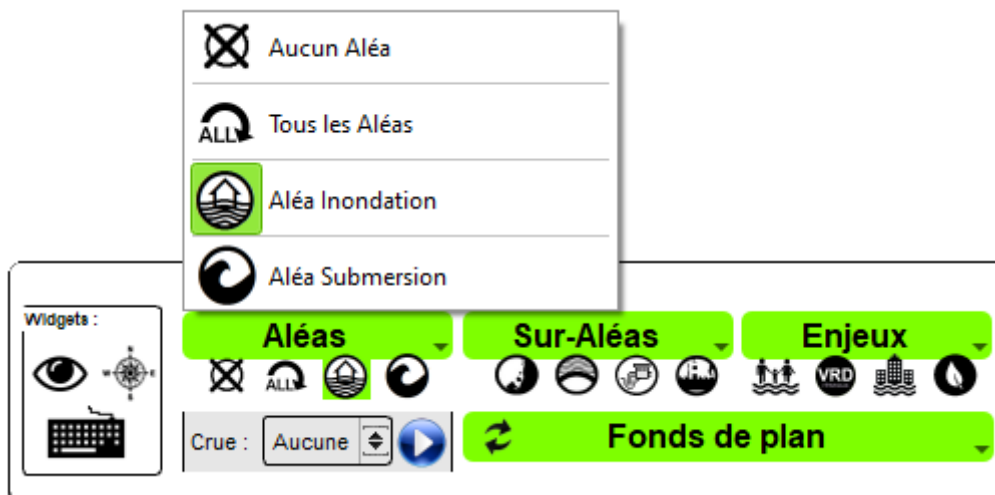 Aucun Aléa
ALL Tous les Aléas
Aléa Inondation
Aléa Submersion
Widgets :
Aléas Sur-Aléas Enjeux
N
E
S
ALL VRD
Crue : Aucune Fonds de plan